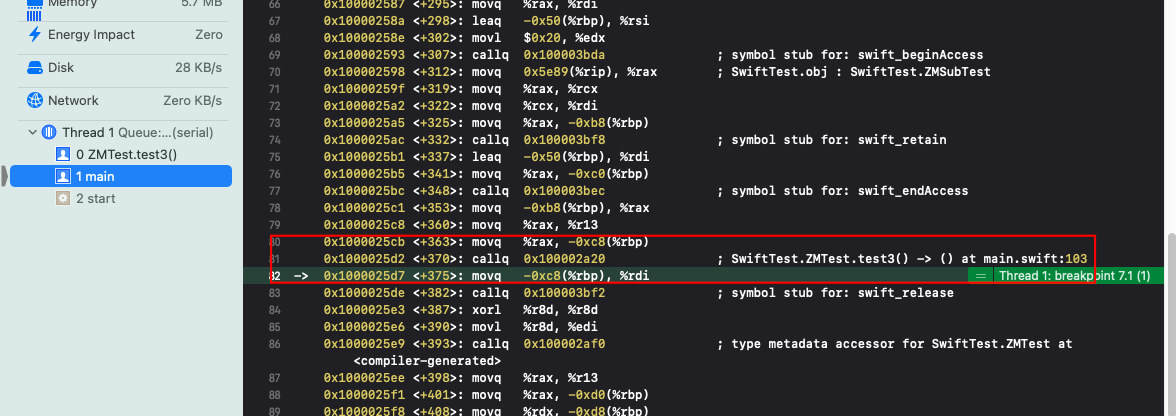 Memory 5.7 MB
Energy Impact Zero
Disk 28 KB/s
Network Zero KB/s
Thread 1 Queue:...(serial)
0 ZMTest.test3()
1 main
2 start
66 0x100002587 <+295>: movq %rax, %rdi
67 0x10000258a <+298>: leaq -0x50(%rbp), %rsi
68 0x10000258e <+302>: movl $0x20, %edx
69 0x100002593 <+307>: callq 0x100003bda ; symbol stub for: swift_beginAccess
70 0x100002598 <+312>: movq 0x5e89(%rip), %rax ; SwiftTest.obj : SwiftTest.ZMSubTest
71 0x10000259f <+319>: movq %rax, %rcx
72 0x1000025a2 <+322>: movq %rcx, %rdi
73 0x1000025a5 <+325>: movq %rax, -0xb8(%rbp)
74 0x1000025ac <+332>: callq 0x100003bf8 ; symbol stub for: swift_retain
75 0x1000025b1 <+337>: leaq -0x50(%rbp), %rdi
76 0x1000025b5 <+341>: movq %rax, -0xc0(%rbp)
77 0x1000025bc <+348>: callq 0x100003bec ; symbol stub for: swift_endAccess
78 0x1000025c1 <+353>: movq -0xb8(%rbp), %rax
79 0x1000025c8 <+360>: movq %rax, %r13
80 0x1000025cb <+363>: movq %rax, -0xc8(%rbp)
81 0x1000025d2 <+370>: callq 0x100002a20 ; SwiftTest.ZMTest.test3() -> () at main.swift:103
82 -> 0x1000025d7 <+375>: movq -0xc8(%rbp), %rdi = Thread 1: breakpoint 7.1 (1)
83 0x1000025de <+382>: callq 0x100003bf2 ; symbol stub for: swift_release
84 0x1000025e3 <+387>: xorl %r8d, %r8d
85 0x1000025e6 <+390>: movl %r8d, %edi
86 0x1000025e9 <+393>: callq 0x100002af0 ; type metadata accessor for SwiftTest.ZMTest at
<compiler-generated>
87 0x1000025ee <+398>: movq %rax, %r13
88 0x1000025f1 <+401>: movq %rax, -0xd0(%rbp)
89 0x1000025f8 <+408>: movq %rdx, -0xd8(%rbp)